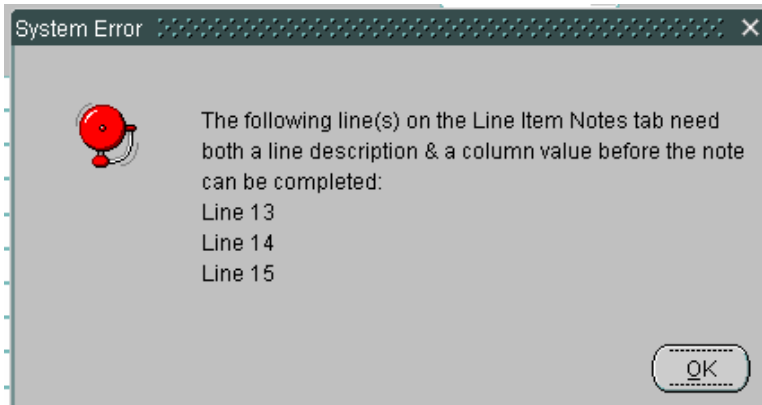 System Error
The following line(s) on the Line Item Notes tab need
both a line description & a column value before the note
can be completed:
Line 13
Line 14
Line 15
OK